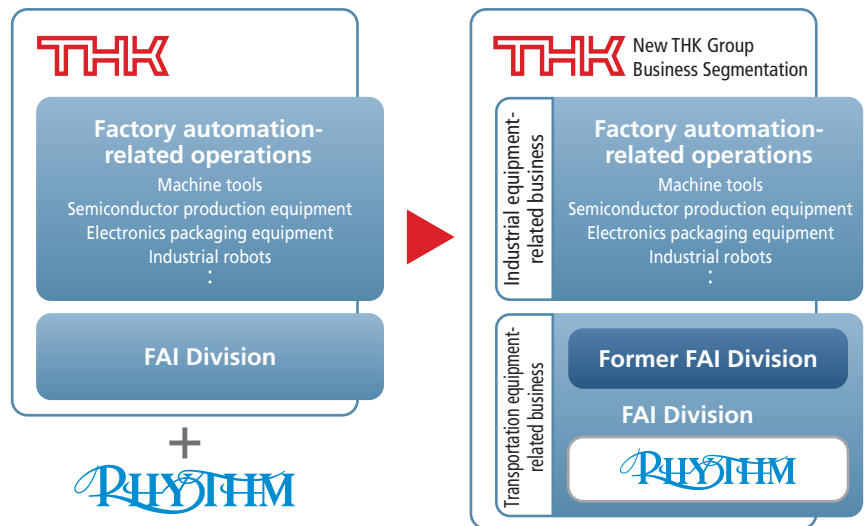 THK
Factory automation-
related operations
Machine tools
Semiconductor production equipment
Electronics packaging equipment
Industrial robots
:
FAI Division
+
RHYTHM
THK
New THK Group
Business Segmentation
Industrial equipment-
related business
Factory automation-
related operations
Machine tools
Semiconductor production equipment
Electronics packaging equipment
Industrial robots
:
Transportation equipment-
related business
Former FAI Division
FAI Division
RHYTHM